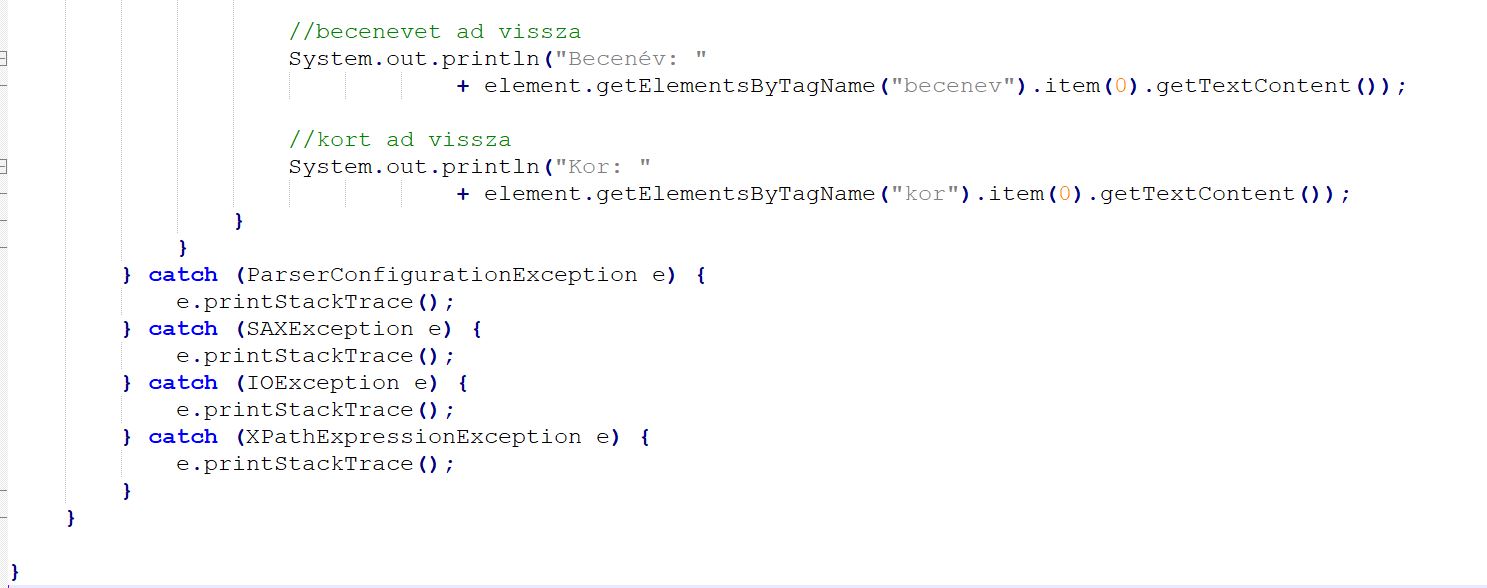 //becenevet ad vissza
System.out.println("Becenév: "
+ element.getElementsByTagName("becenev").item(0).getTextContent());
//kort ad vissza
System.out.println("Kor: "
+ element.getElementsByTagName("kor").item(0).getTextContent());
}
}
} catch (ParserConfigurationException e) {
e.printStackTrace();
} catch (SAXException e) {
e.printStackTrace();
} catch (IOException e) {
e.printStackTrace();
} catch (XPathExpressionException e) {
e.printStackTrace();
}
}
}